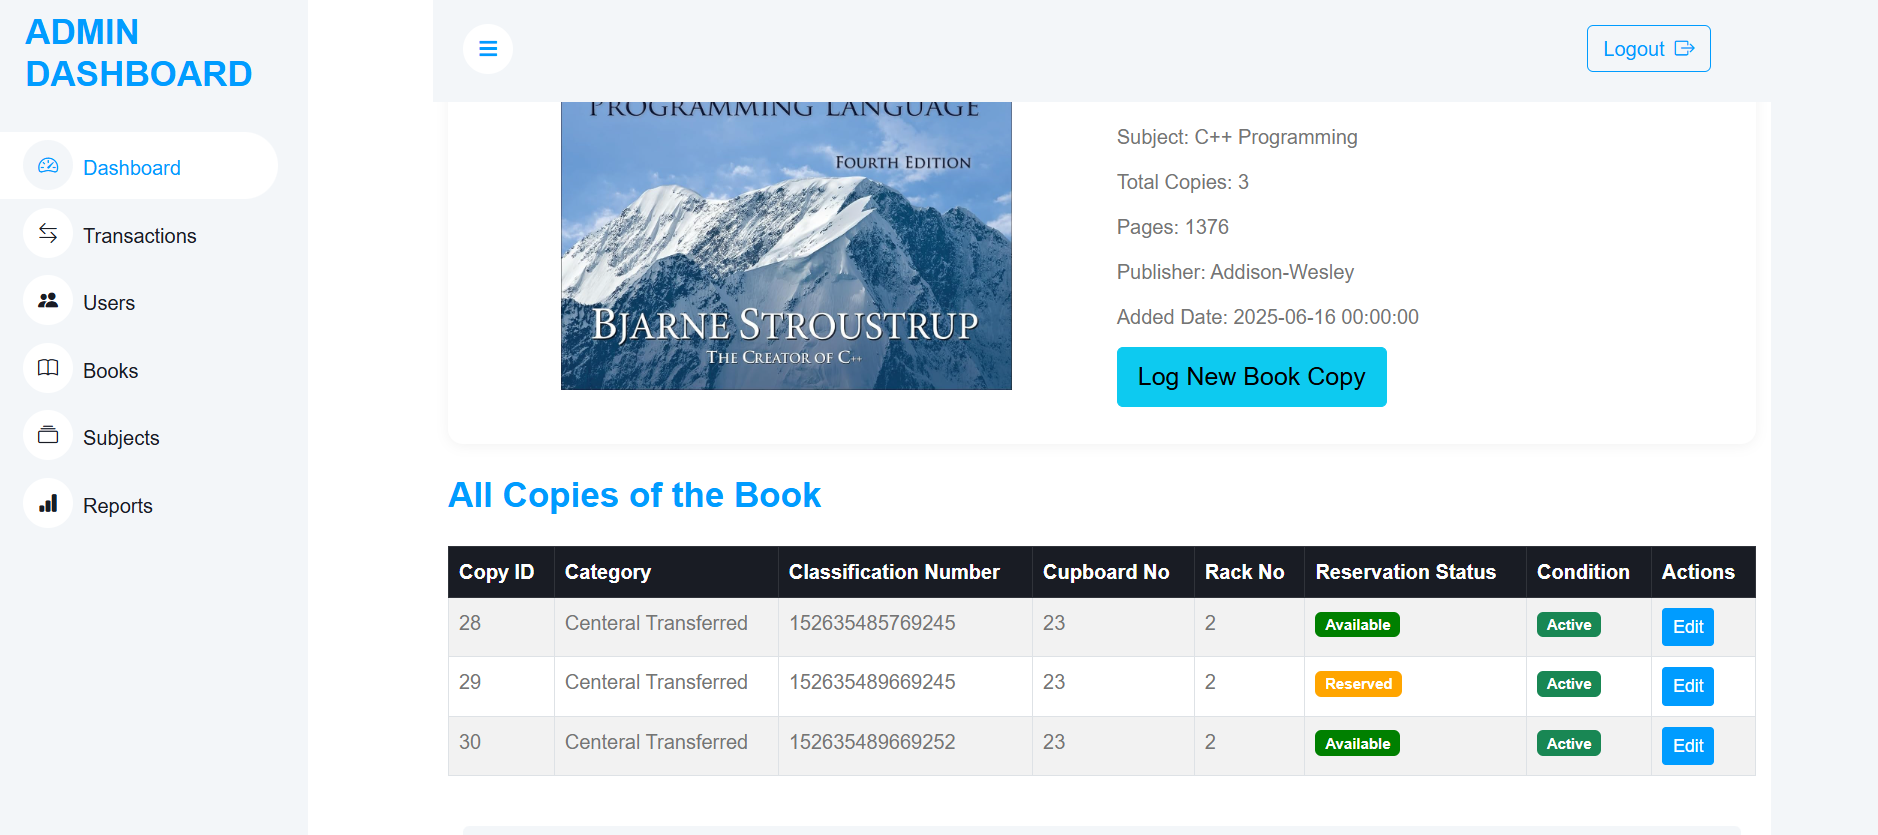 ADMIN
DASHBOARD
Dashboard
Transactions
Users
Books
Subjects
Reports
Logout
PROGRAMMING LANGUAGE
FOURTH EDITION
BJARNE STROUSTRUP
THE CREATOR OF C++
Subject: C++ Programming
Total Copies: 3
Pages: 1376
Publisher: Addison-Wesley
Added Date: 2025-06-16 00:00:00
Log New Book Copy
All Copies of the Book
Copy ID Category Classification Number Cupboard No Rack No Reservation Status Condition Actions
28 Centeral Transferred 152635485769245 23 2 Available Active Edit
29 Centeral Transferred 152635489669245 23 2 Reserved Active Edit
30 Centeral Transferred 152635489669252 23 2 Available Active Edit